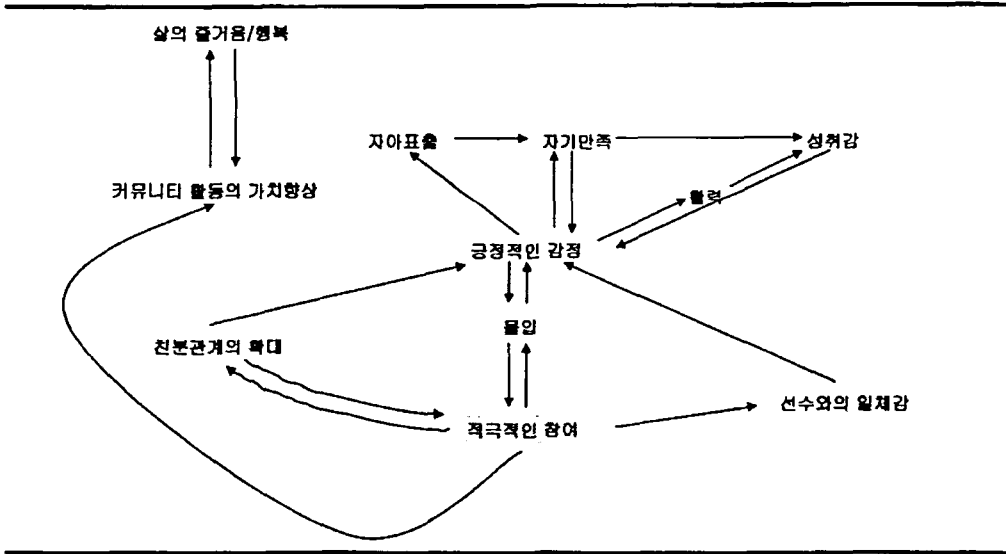 삶의 즐거움/행복
자아표출
자기만족
성취감
커뮤니티 활동의 가치향상
활력
긍정적인 감정
몰입
친분관계의 확대
선수와의 일체감
적극적인 참여